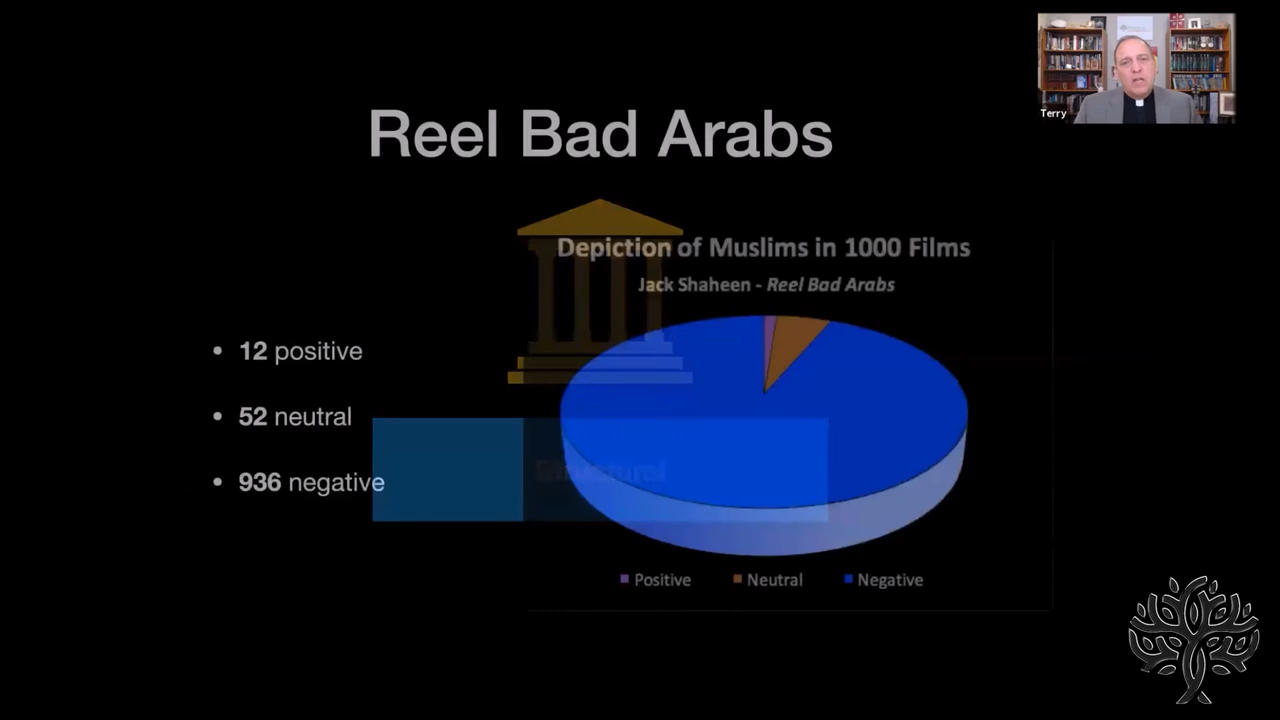 Terry
Reel Bad Arabs
Depiction of Muslims in 1000 Films
Jack Shaheen - Reel Bad Arabs
• 12 positive
• 52 neutral
• 936 negative
Positive
Neutral
Negative